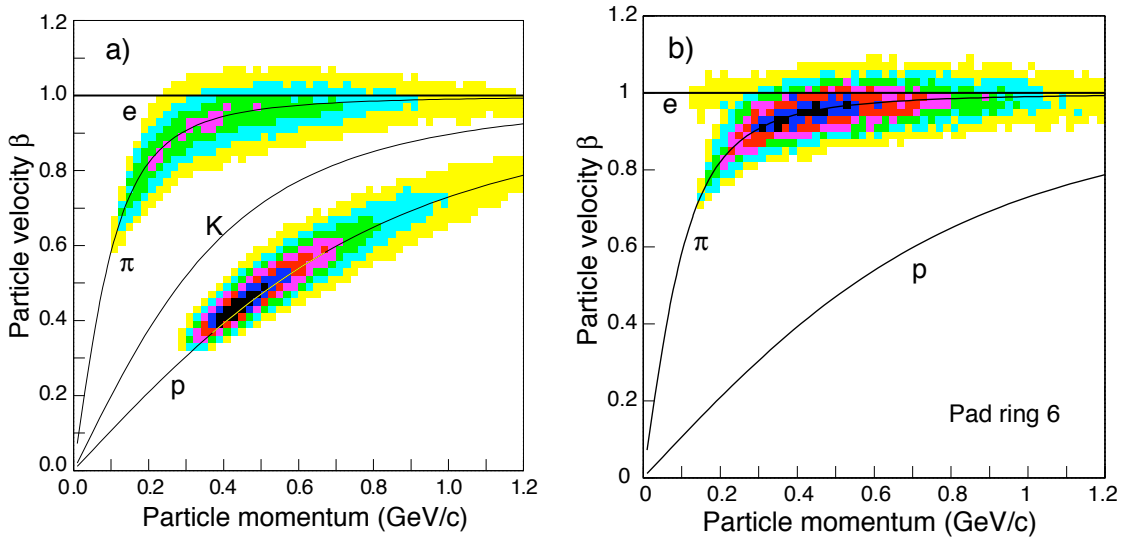 a)
1.2
1.0
0.8
0.6
0.4
0.2
0.0
e
π
K
p
0.0 0.2 0.4 0.6 0.8 1.0 1.2
Particle momentum (GeV/c)
Particle velocity β
b)
1.2
1
0.8
0.6
0.4
0.2
0
e
π
p
Pad ring 6
0 0.2 0.4 0.6 0.8 1 1.2
Particle momentum (GeV/c)
Particle velocity β